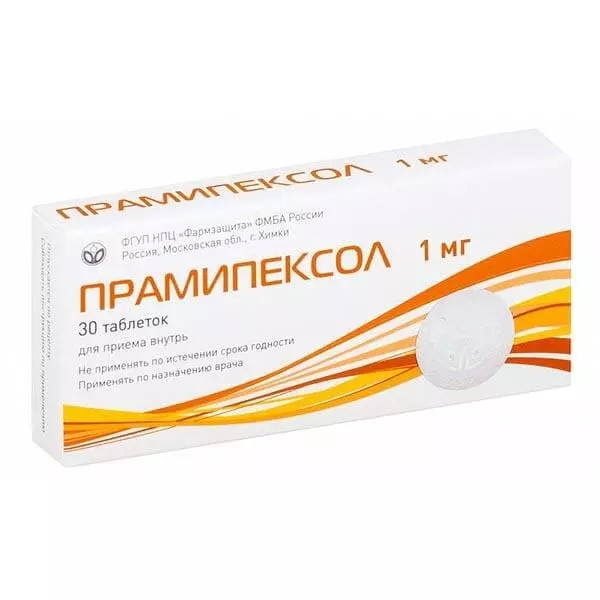 ПРАМИПЕКСОЛ 1 мг
ФГУП НПЦ «Фармзащита» ФМБА России
Россия, Московская обл., г. Химки
ПРАМИПЕКСОЛ 1 мг
30 таблеток
для приема внутрь
Не применять по истечении срока годности
Применять по назначению врача